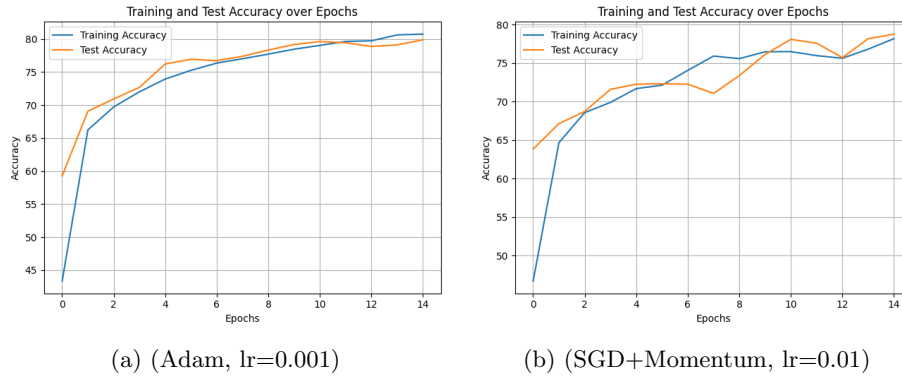 Training and Test Accuracy over Epochs
Training Accuracy
Test Accuracy
80
75
70
65
60
55
50
45
Accuracy
0 2 4 6 8 10 12 14
Epochs
(a) (Adam, lr=0.001)
Training and Test Accuracy over Epochs
Training Accuracy
Test Accuracy
80
75
70
65
60
55
50
Accuracy
0 2 4 6 8 10 12 14
Epochs
(b) (SGD+Momentum, lr=0.01)